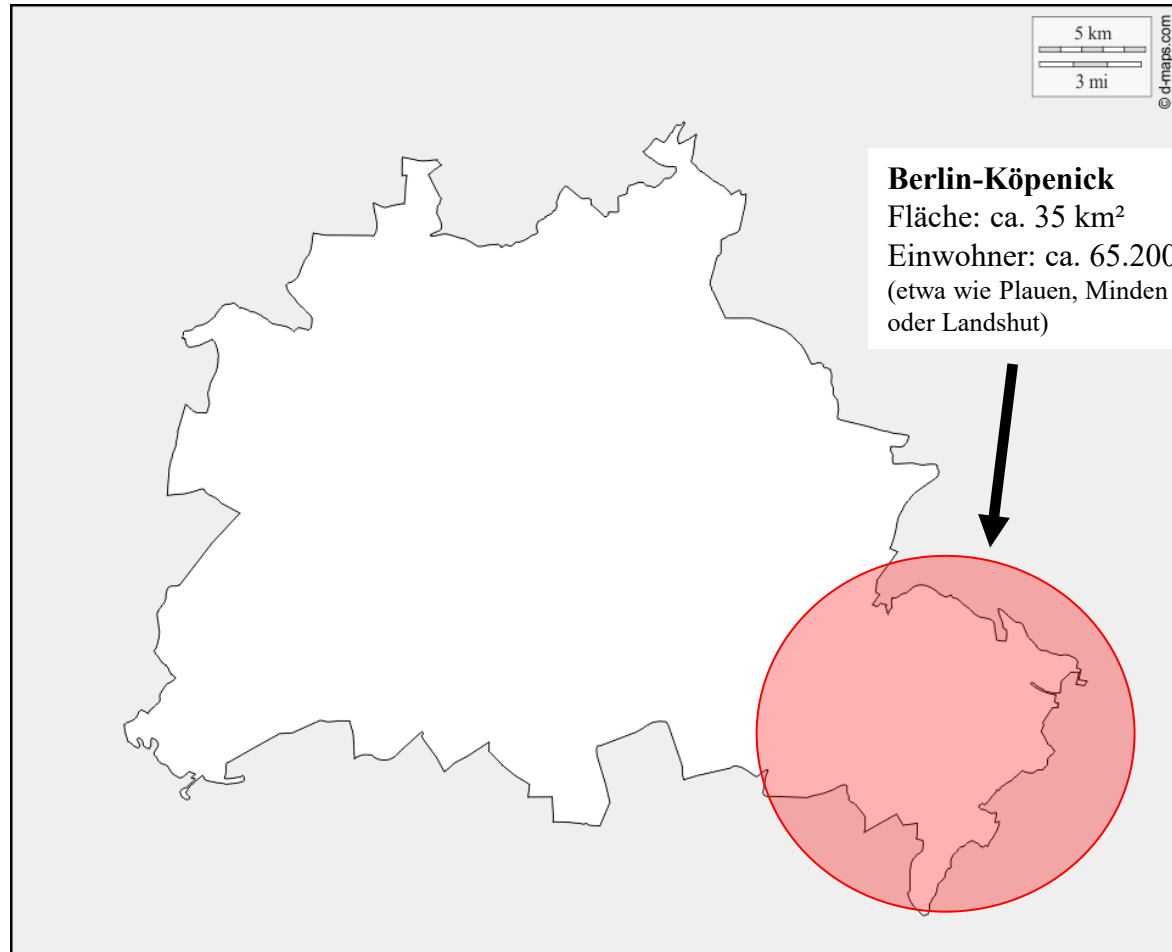 5 km
3 mi
© d-maps.com
Berlin-Köpenick
Fläche: ca. 35 km²
Einwohner: ca. 65.200
(etwa wie Plauen, Minden
oder Landshut)